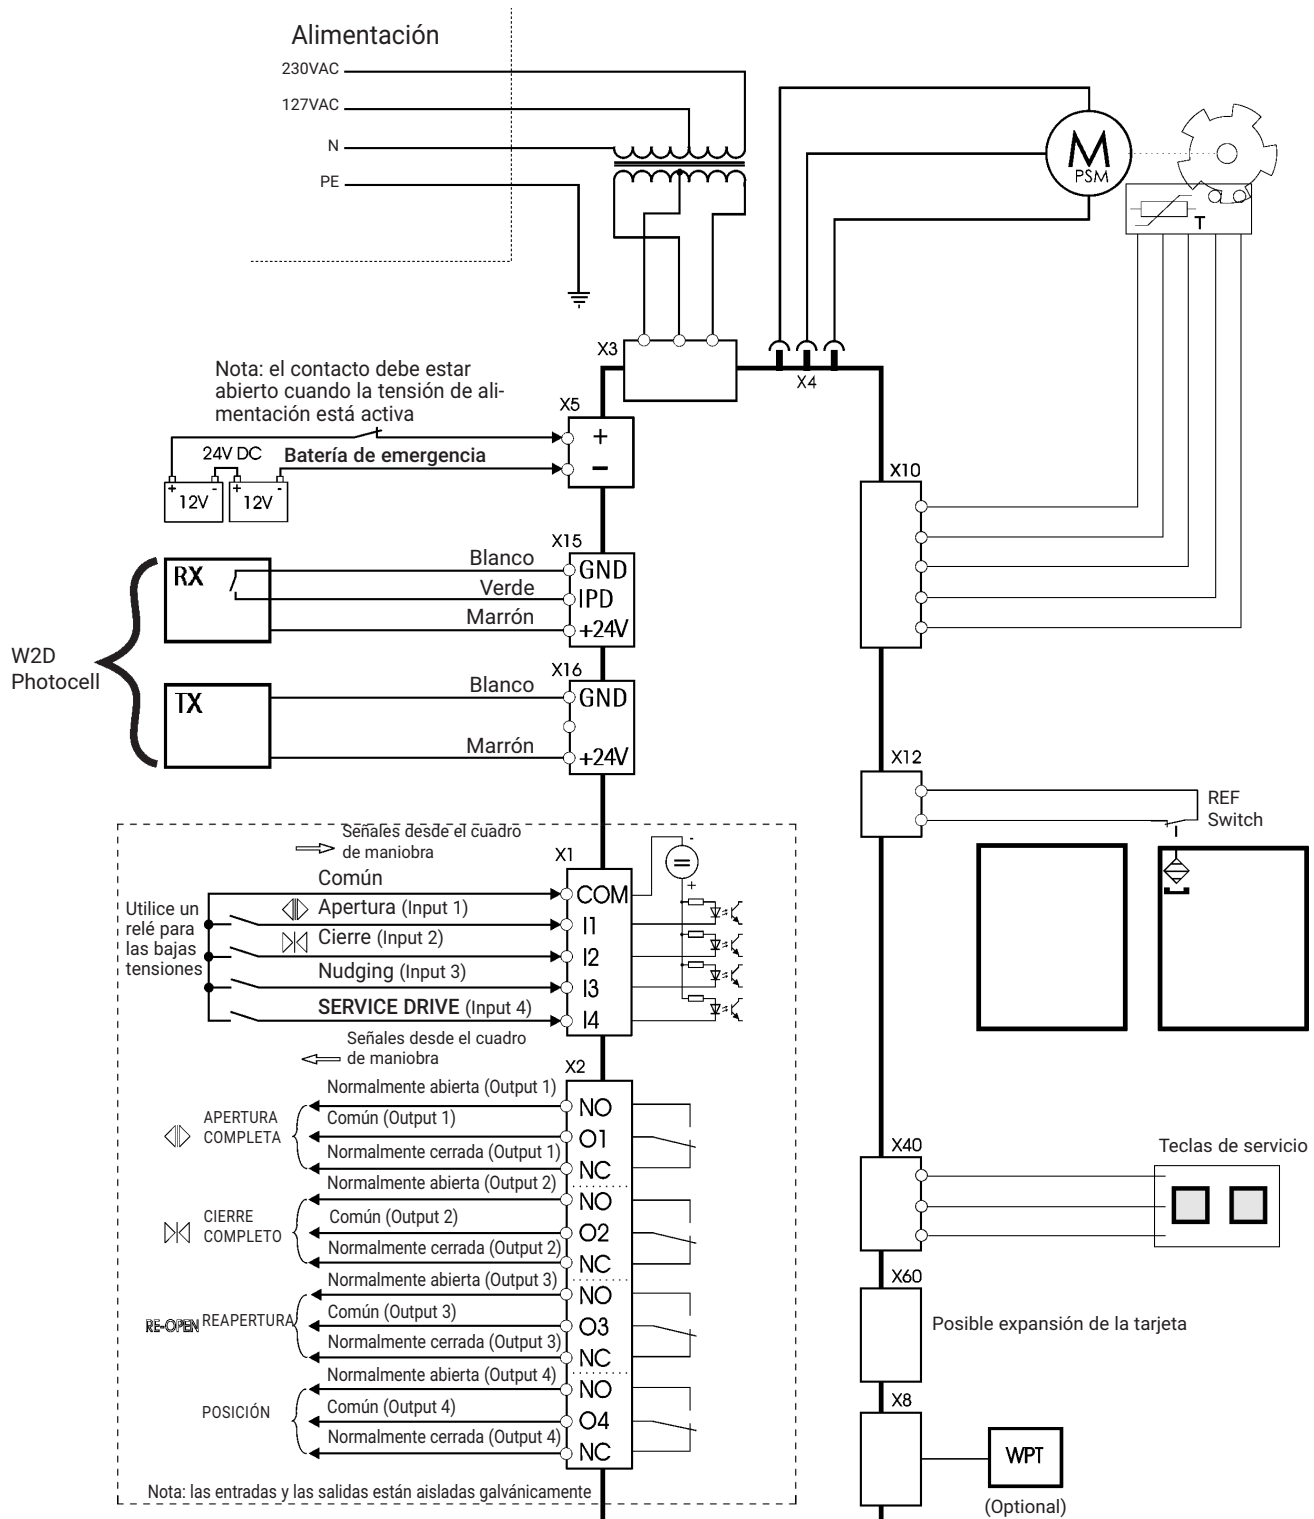 Alimentación
230VAC
127VAC
N
PE
M
PSM
T
X3
X4
Nota: el contacto debe estar
abierto cuando la tensión de ali-
mentación está activa
X5
+
−
24V DC
Batería de emergencia
+ - + -
12V 12V
X10
X15
RX
Blanco
GND
Verde
IPD
Marrón
+24V
W2D
Photocell
X16
TX
Blanco
GND
Marrón
+24V
X12
REF
Switch
Señales desde el cuadro
de maniobra
X1
-
=
+
Utilice un
relé para
las bajas
tensiones
Común
COM
Apertura (Input 1)
I1
Cierre (Input 2)
I2
Nudging (Input 3)
I3
SERVICE DRIVE (Input 4)
I4
Señales desde el cuadro
de maniobra
X2
APERTURA
COMPLETA
Normalmente abierta (Output 1)
NO
Común (Output 1)
O1
Normalmente cerrada (Output 1)
NC
CIERRE
COMPLETO
Normalmente abierta (Output 2)
NO
Común (Output 2)
O2
Normalmente cerrada (Output 2)
NC
RE-OPEN REAPERTURA
Normalmente abierta (Output 3)
NO
Común (Output 3)
O3
Normalmente cerrada (Output 3)
NC
POSICIÓN
Normalmente abierta (Output 4)
NO
Común (Output 4)
O4
Normalmente cerrada (Output 4)
NC
Nota: las entradas y las salidas están aisladas galvánicamente
X40
Teclas de servicio
X60
Posible expansión de la tarjeta
X8
WPT
(Optional)